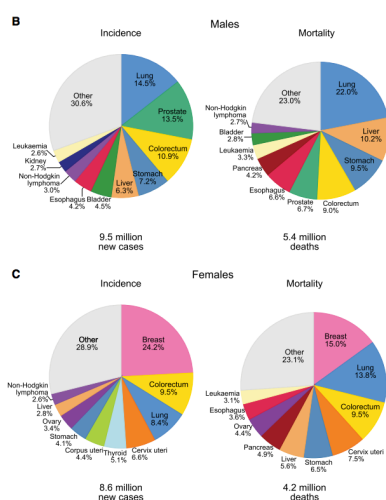 B
Males
Incidence
Mortality
Lung
14.5%
Prostate
13.5%
Colorectum
10.9%
Stomach
7.2%
Liver
6.3%
Bladder
4.5%
Esophagus
4.2%
Non-Hodgkin
lymphoma
3.0%
Kidney
2.7%
Leukaemia
2.6%
Other
30.6%
9.5 million
new cases
Lung
22.0%
Liver
10.2%
Stomach
9.5%
Colorectum
9.0%
Prostate
6.7%
Esophagus
6.6%
Pancreas
4.2%
Leukemia
3.3%
Bladder
2.8%
Non-Hodgkin
lymphoma
2.7%
Other
23.0%
5.4 million
deaths
C
Females
Incidence
Mortality
Breast
24.2%
Colorectum
9.5%
Lung
8.4%
Cervix uteri
6.6%
Thyroid
5.1%
Corpus uteri
4.4%
Stomach
4.1%
Ovary
3.4%
Liver
2.8%
Non-Hodgkin
lymphoma
2.6%
Other
28.9%
8.6 million
new cases
Breast
15.0%
Lung
13.8%
Colorectum
9.5%
Cervix uteri
7.5%
Stomach
6.5%
Liver
5.6%
Pancreas
4.9%
Ovary
4.4%
Esophagus
3.6%
Leukaemia
3.1%
Other
23.1%
4.2 million
deaths